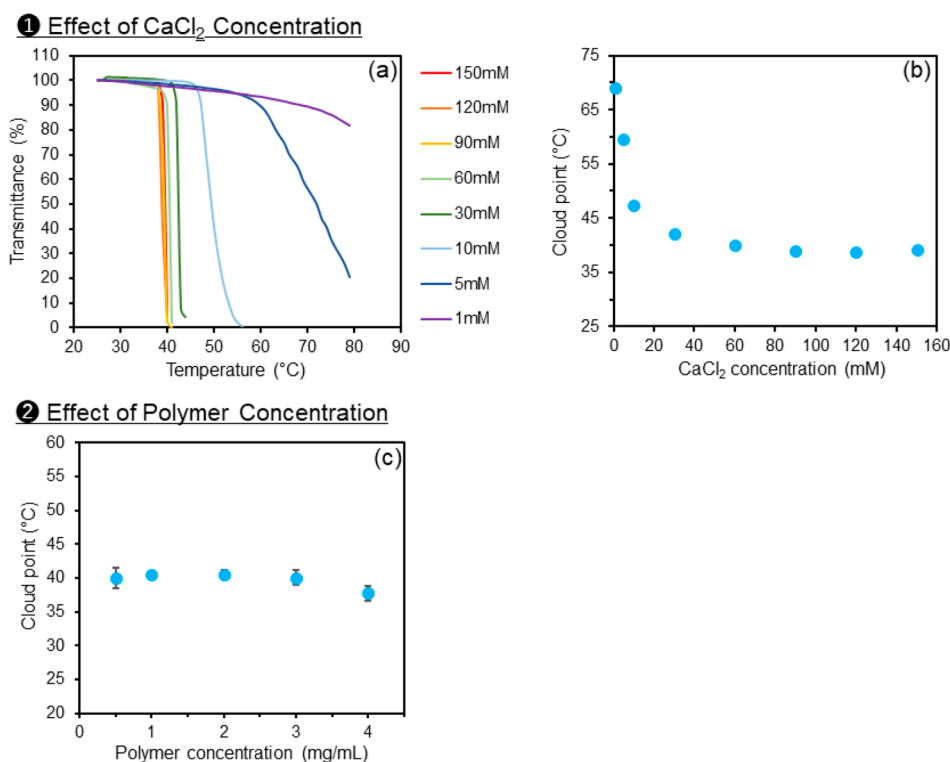 ❶ Effect of CaCl₂ Concentration
(a)
110
100
90
80
70
60
50
40
30
20
10
0
Transmittance (%)
20 30 40 50 60 70 80 90
Temperature (°C)
150mM
120mM
90mM
60mM
30mM
10mM
5mM
1mM
(b)
75
65
55
45
35
25
Cloud point (°C)
0 20 40 60 80 100 120 140 160
CaCl₂ concentration (mM)
❷ Effect of Polymer Concentration
(c)
60
55
50
45
40
35
30
25
20
Cloud point (°C)
0 1 2 3 4
Polymer concentration (mg/mL)